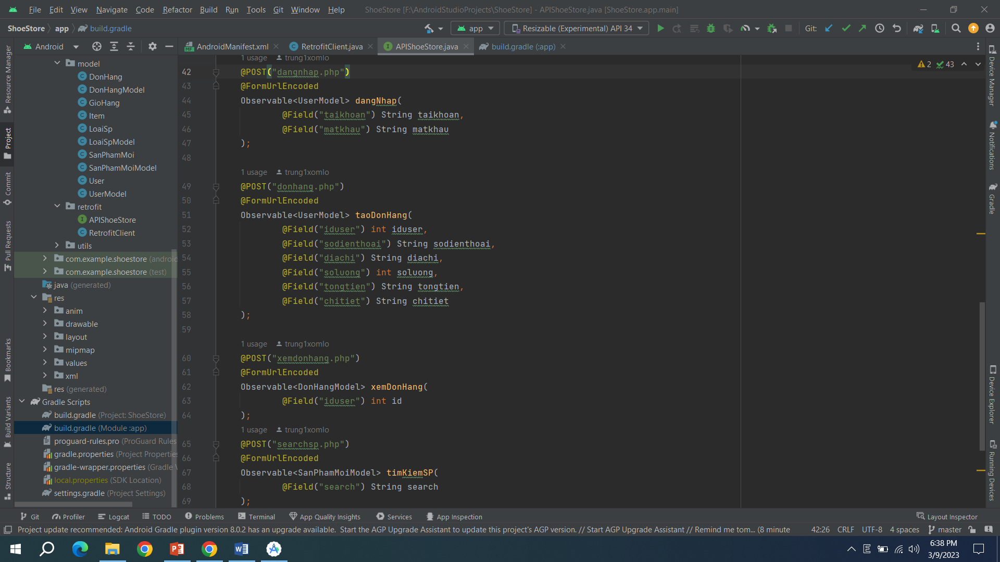 File Edit View Navigate Code Refactor Build Run Tools Git Window Help ShoeStore [F:\AndroidStudioProjects\ShoeStore] - APIShoeStore.java [ShoeStore.app.main]
ShoeStore app build.gradle app Resizable (Experimental) API 34 Git:
Android AndroidManifest.xml RetrofitClient.java APIShoeStore.java build.gradle (:app)
Resource Manager
Project
Commit
Pull Requests
Bookmarks
Build Variants
Structure
model
DonHang
DonHangModel
GioHang
Item
LoaiSp
LoaiSpModel
SanPhamMoi
SanPhamMoiModel
User
UserModel
retrofit
APIShoeStore
RetrofitClient
utils
com.example.shoestore (android
com.example.shoestore (test)
java (generated)
res
anim
drawable
layout
mipmap
values
xml
res (generated)
Gradle Scripts
build.gradle (Project: ShoeStore)
build.gradle (Module :app)
proguard-rules.pro (ProGuard Rules
gradle.properties (Project Properties
gradle-wrapper.properties (Gradle V
local.properties (SDK Location)
settings.gradle (Project Settings)
1 usage trung1xomlo
42 @POST("dangnhap.php")
43 @FormUrlEncoded
44 Observable<UserModel> dangNhap(
45 @Field("taikhoan") String taikhoan,
46 @Field("matkhau") String matkhau
47 );
48
1 usage trung1xomlo
49 @POST("donhang.php")
50 @FormUrlEncoded
51 Observable<UserModel> taoDonHang(
52 @Field("iduser") int iduser,
53 @Field("sodienthoai") String sodienthoai,
54 @Field("diachi") String diachi,
55 @Field("soluong") int soluong,
56 @Field("tongtien") String tongtien,
57 @Field("chitiet") String chitiet
58 );
59
1 usage trung1xomlo
60 @POST("xemdonhang.php")
61 @FormUrlEncoded
62 Observable<DonHangModel> xemDonHang(
63 @Field("iduser") int id
64 );
1 usage trung1xomlo
65 @POST("searchsp.php")
66 @FormUrlEncoded
67 Observable<SanPhamMoiModel> timKiemSP(
68 @Field("search") String search
69 );
2 43
Device Manager
Notifications
Gradle
Device Explorer
Running Devices
Git Profiler Logcat TODO Problems Terminal App Quality Insights Services App Inspection Layout Inspector
Project update recommended: Android Gradle plugin version 8.0.2 has an upgrade available. Start the AGP Upgrade Assistant to update this project's AGP version. // Start AGP Upgrade Assistant // Remind me tom... (8 minute 42:26 CRLF UTF-8 4 spaces master
6:38 PM
3/9/2023